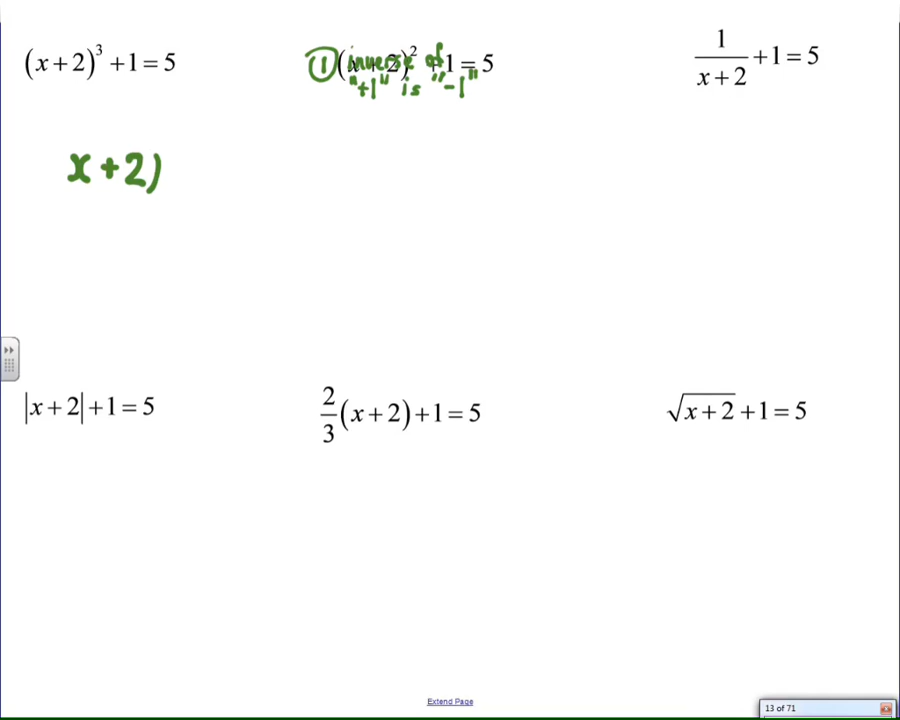 (x+2)³ +1=5
① inverse of
"+1" is "-1"
(x+2)² +1=5
1/(x+2) +1=5
x+2)
|x+2|+1=5
2/3(x+2)+1=5
√(x+2) +1=5
Extend Page
13 of 71